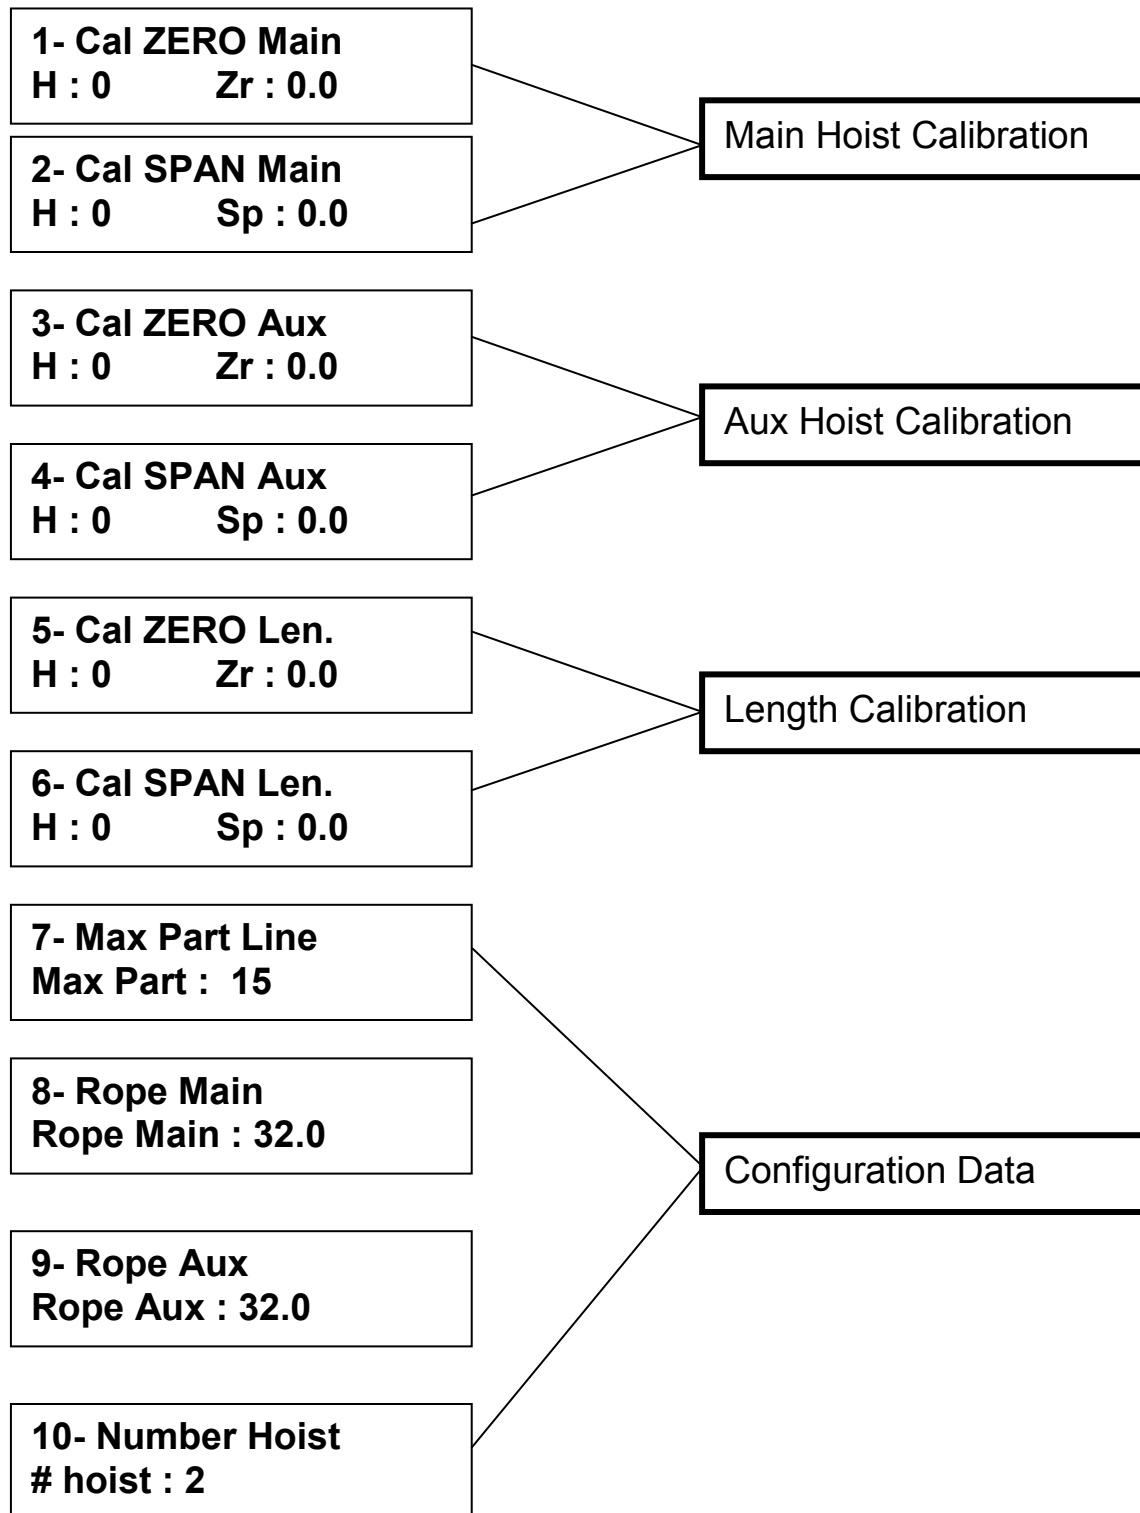 1- Cal ZERO Main
H : 0 Zr : 0.0
2- Cal SPAN Main
H : 0 Sp : 0.0
Main Hoist Calibration
3- Cal ZERO Aux
H : 0 Zr : 0.0
4- Cal SPAN Aux
H : 0 Sp : 0.0
Aux Hoist Calibration
5- Cal ZERO Len.
H : 0 Zr : 0.0
6- Cal SPAN Len.
H : 0 Sp : 0.0
Length Calibration
7- Max Part Line
Max Part : 15
8- Rope Main
Rope Main : 32.0
9- Rope Aux
Rope Aux : 32.0
10- Number Hoist
# hoist : 2
Configuration Data